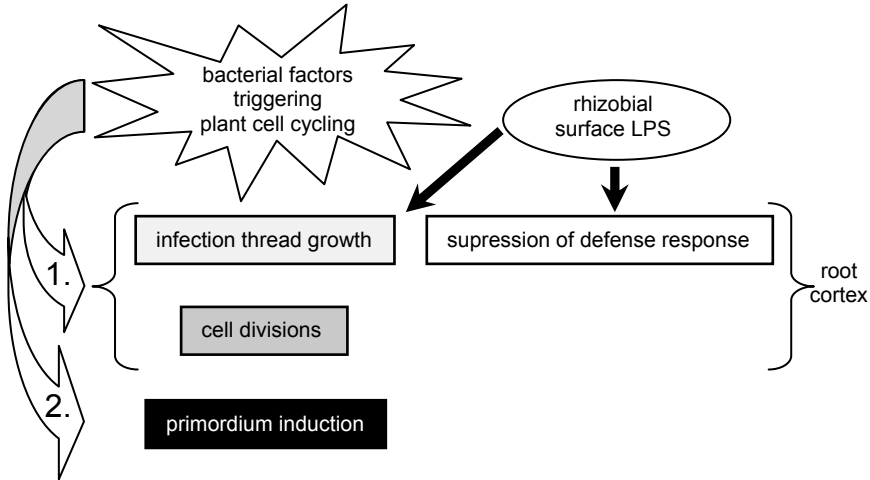 bacterial factors
triggering
plant cell cycling
rhizobial
surface LPS
infection thread growth
supression of defense response
1.
root
cortex
cell divisions
2.
primordium induction